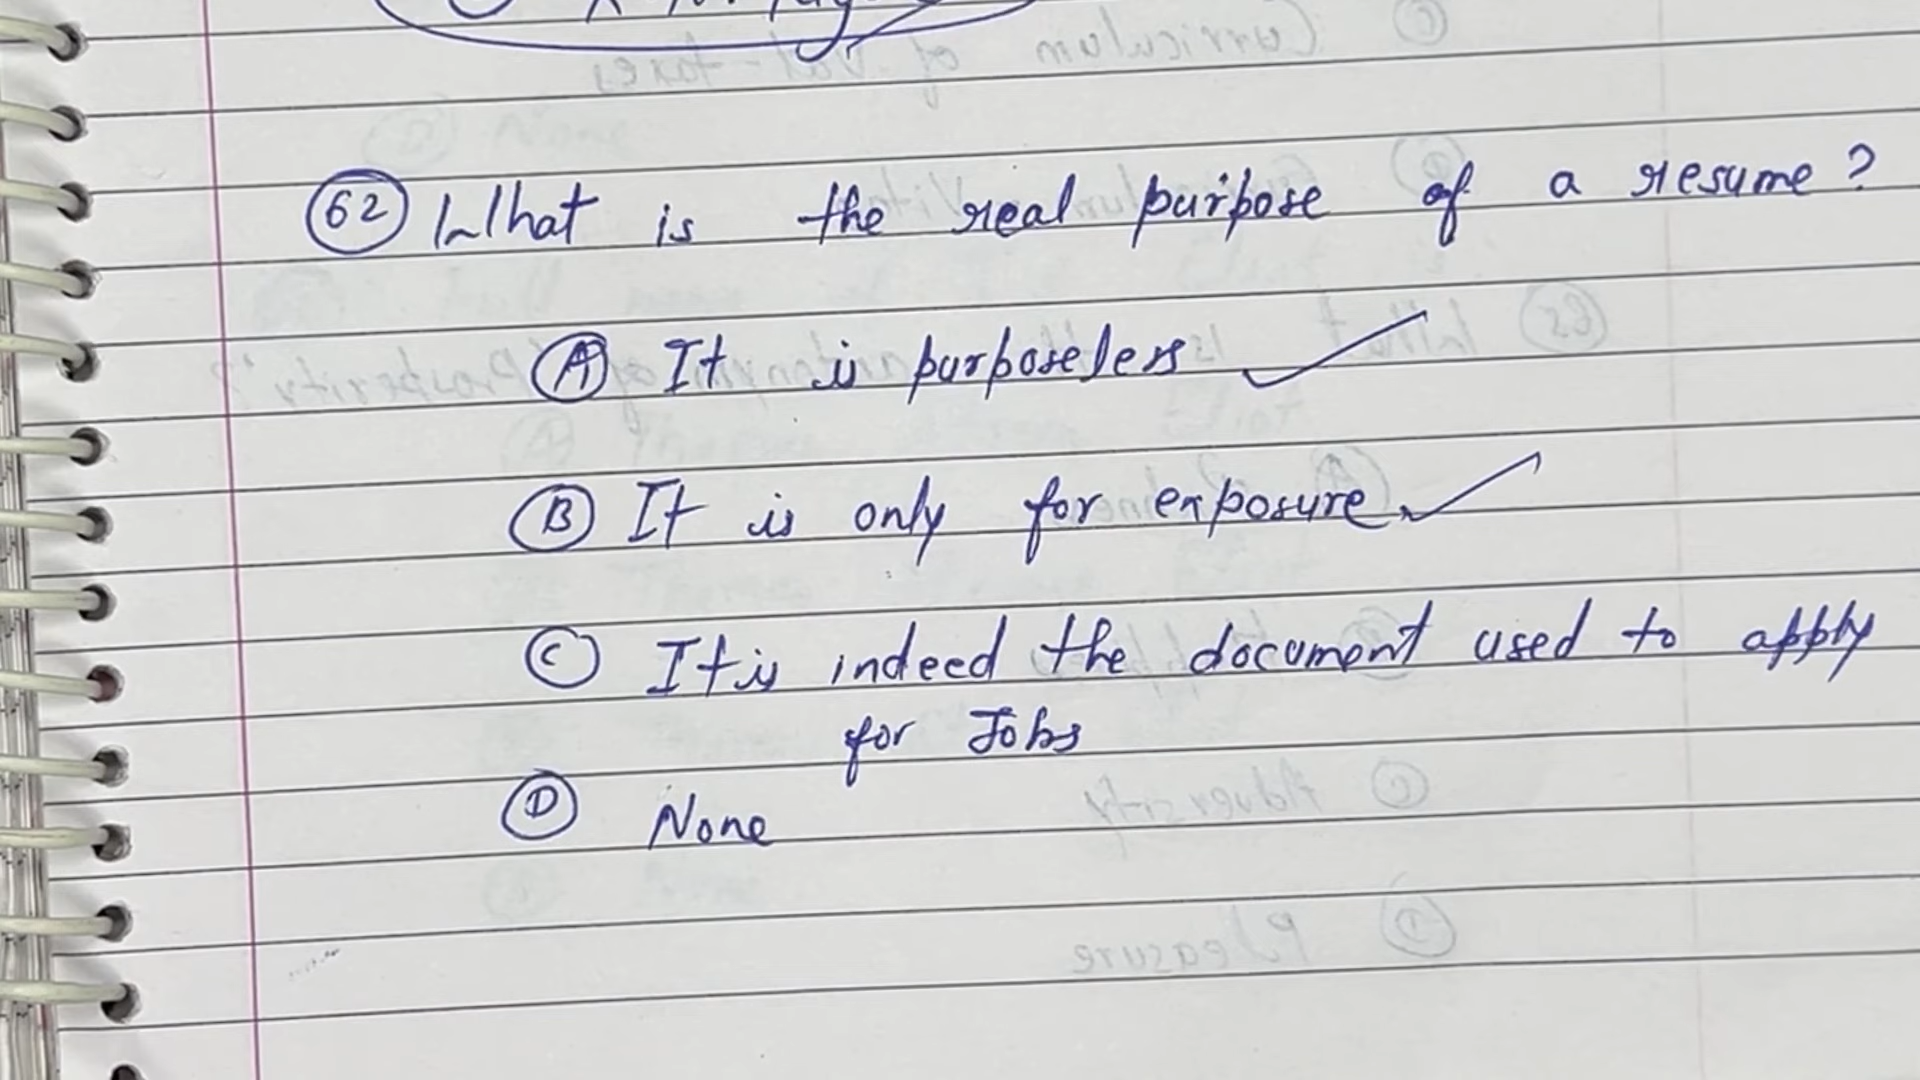 62 What is the real purpose of a resume?
A It is purposeless
B It is only for exposure
C It is indeed the document used to apply
for Jobs
D None